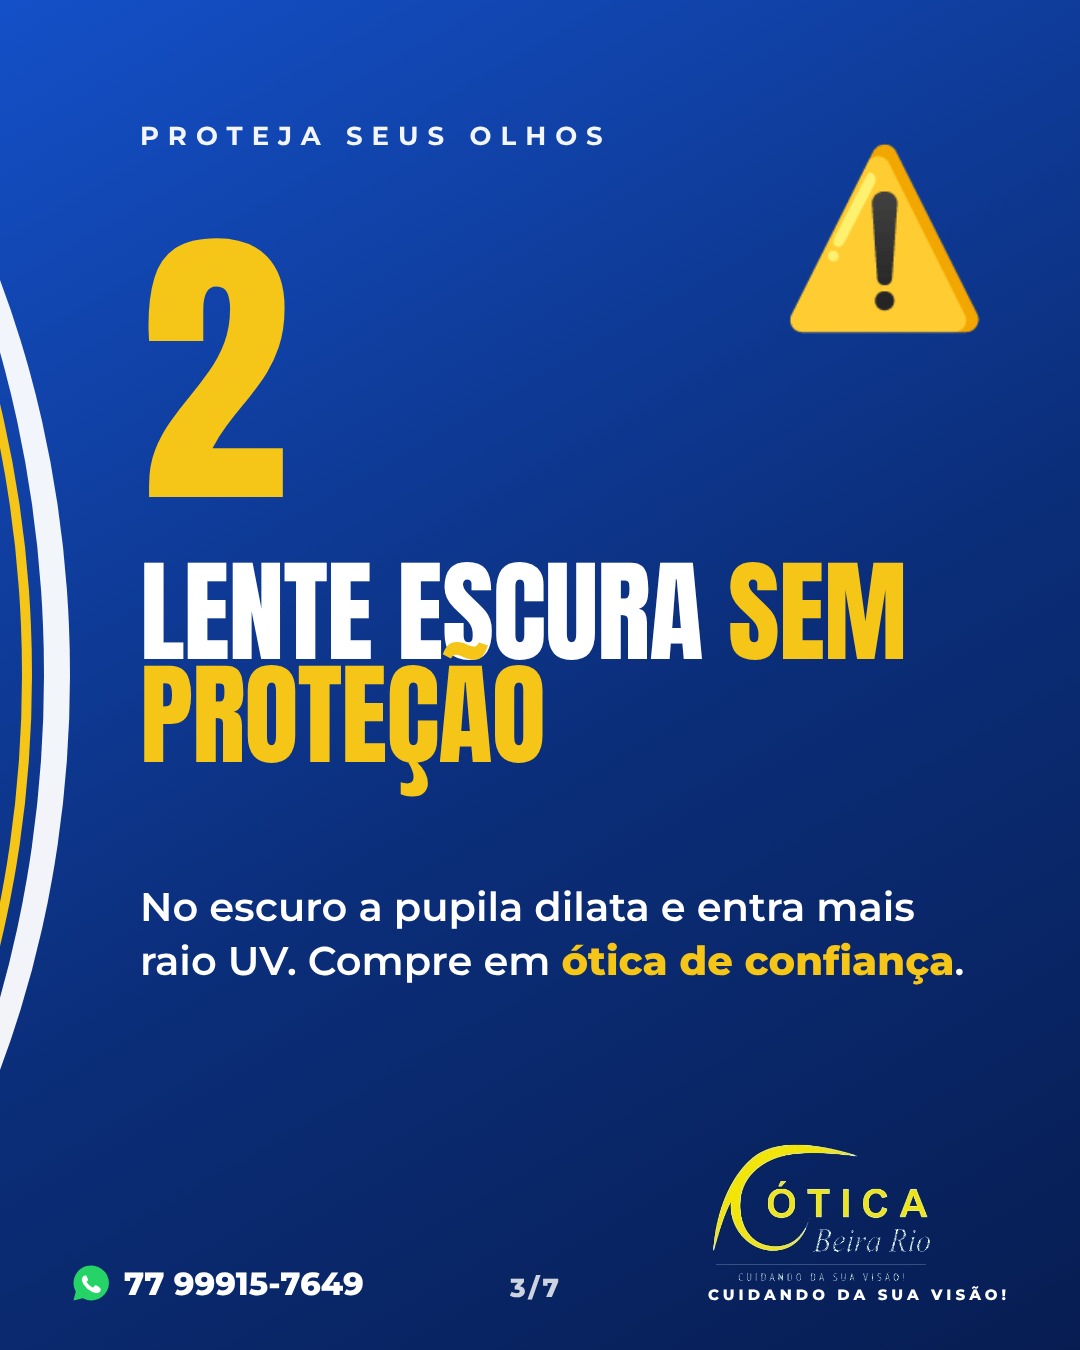 PROTEJA SEUS OLHOS
2
LENTE ESCURA SEM
PROTEÇÃO
No escuro a pupila dilata e entra mais
raio UV. Compre em ótica de confiança.
ÓTICA
Beira Rio
CUIDANDO DA SUA VISÃO!
CUIDANDO DA SUA VISÃO!
77 99915-7649
3/7